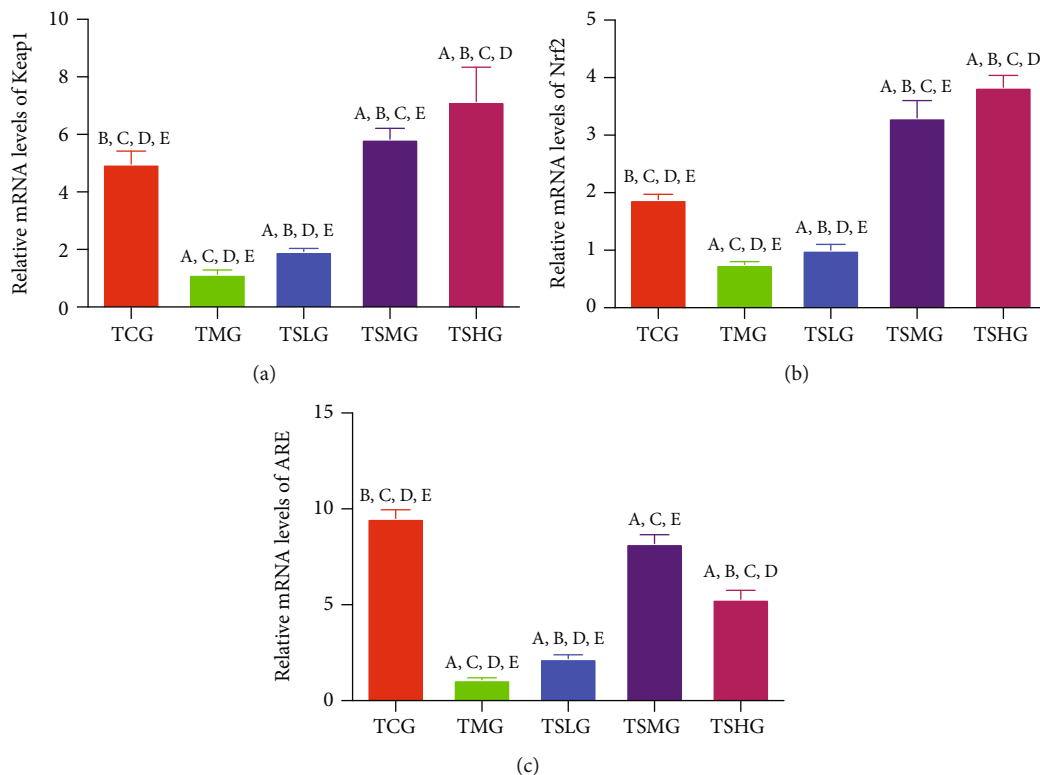 Relative mRNA levels of Keap1
10
8
6
4
2
0
B, C, D, E
A, C, D, E
A, B, D, E
A, B, C, E
A, B, C, D
TCG TMG TSLG TSMG TSHG
(a)
Relative mRNA levels of Nrf2
5
4
3
2
1
0
B, C, D, E
A, C, D, E
A, B, D, E
A, B, C, E
A, B, C, D
TCG TMG TSLG TSMG TSHG
(b)
Relative mRNA levels of ARE
15
10
5
0
B, C, D, E
A, C, D, E
A, B, D, E
A, C, E
A, B, C, D
TCG TMG TSLG TSMG TSHG
(c)